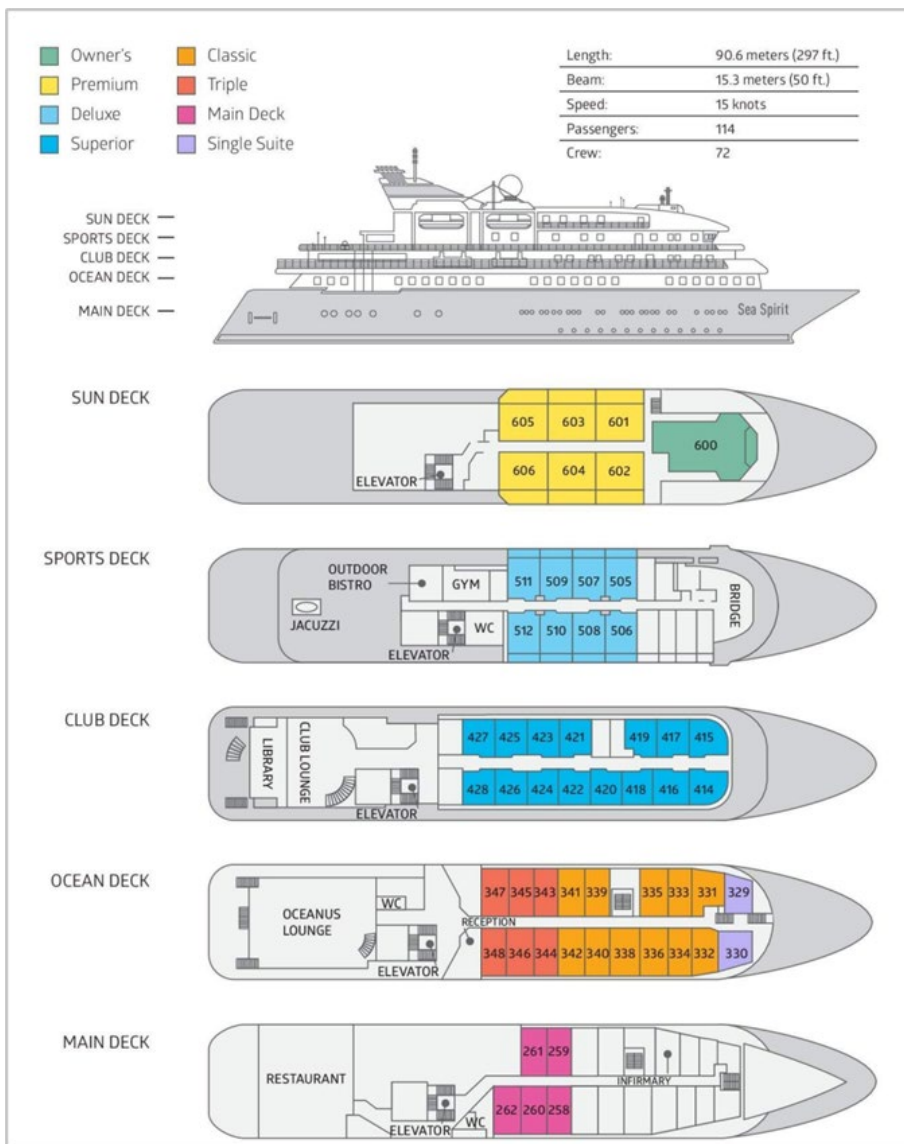 Owner's
Premium
Deluxe
Superior
Classic
Triple
Main Deck
Single Suite
Length: 90.6 meters (297 ft.)
Beam: 15.3 meters (50 ft.)
Speed: 15 knots
Passengers: 114
Crew: 72
SUN DECK
SPORTS DECK
CLUB DECK
OCEAN DECK
MAIN DECK
Sea Spirit
SUN DECK
605 603 601
600
606 604 602
ELEVATOR
SPORTS DECK
OUTDOOR
BISTRO
GYM
511 509 507 505
BRIDGE
JACUZZI
WC
512 510 508 506
ELEVATOR
CLUB DECK
LIBRARY
CLUB LOUNGE
427 425 423 421 419 417 415
428 426 424 422 420 418 416 414
ELEVATOR
OCEAN DECK
347 345 343 341 339 335 333 331 329
WC
OCEANUS
LOUNGE
RECEPTION
348 346 344 342 340 338 336 334 332 330
ELEVATOR
MAIN DECK
261 259
RESTAURANT
INFIRMARY
262 260 258
WC
ELEVATOR